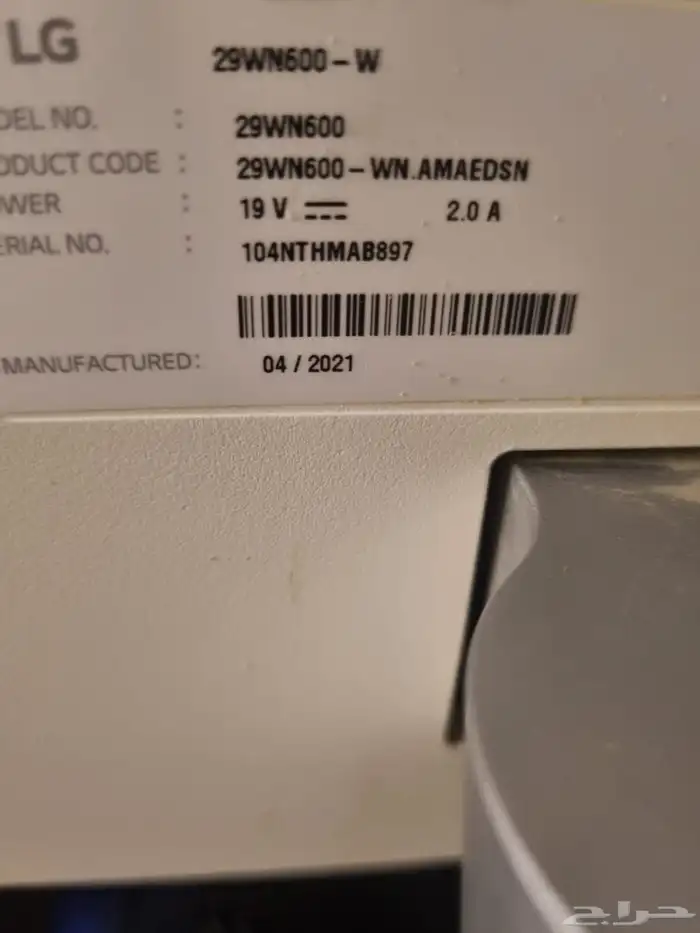 LG 29WN600-W
DEL NO. : 29WN600
ODUCT CODE : 29WN600-WN.AMAEDSN
WER : 19 V 2.0 A
ERIAL NO. : 104NTHMAB897
MANUFACTURED: 04 / 2021
حراج